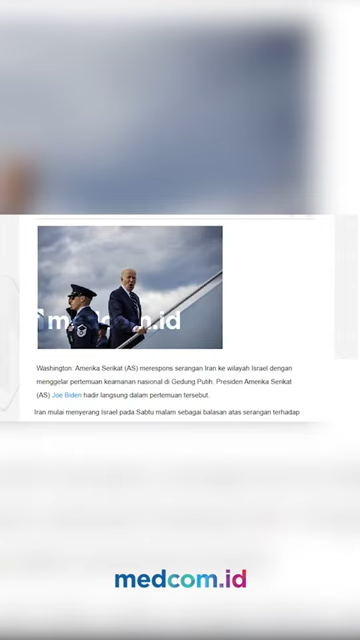 medcom.id
Washington: Amerika Serikat (AS) merespons serangan Iran ke wilayah Israel dengan
menggelar pertemuan keamanan nasional di Gedung Putih. Presiden Amerika Serikat
(AS) Joe Biden hadir langsung dalam pertemuan tersebut.
Iran mulai menyerang Israel pada Sabtu malam sebagai balasan atas serangan terhadap
medcom.id